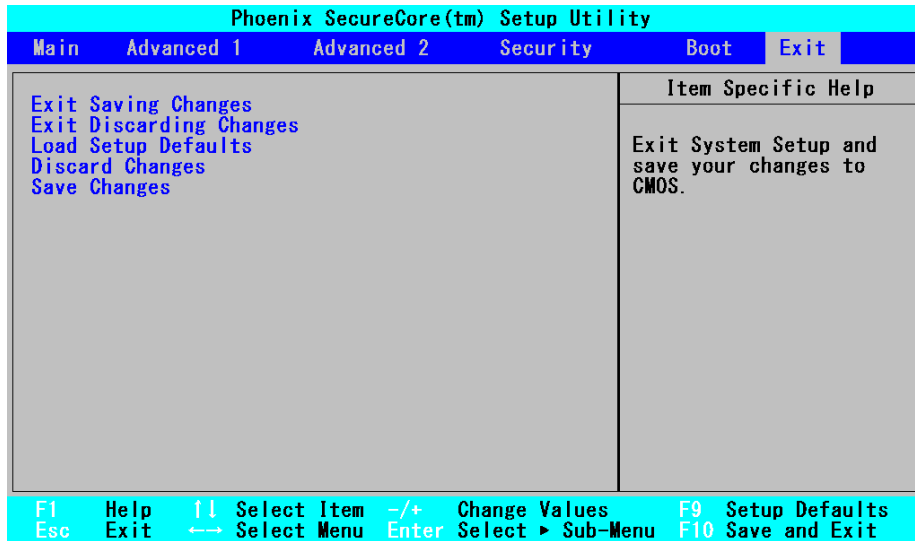 Phoenix SecureCore(tm) Setup Utility
Main Advanced 1 Advanced 2 Security Boot Exit
Exit Saving Changes
Exit Discarding Changes
Load Setup Defaults
Discard Changes
Save Changes
Item Specific Help
Exit System Setup and
save your changes to
CMOS.
F1 Help ↑↓ Select Item -/+ Change Values F9 Setup Defaults
Esc Exit ←→ Select Menu Enter Select ▸ Sub-Menu F10 Save and Exit